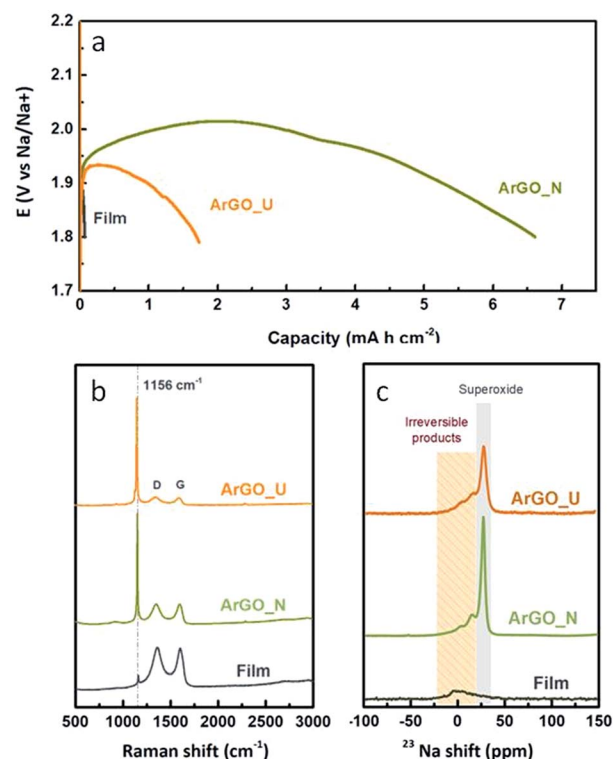 a
E (V vs Na/Na+)
2.2
2.1
2.0
1.9
1.8
1.7
Film
ArGO_U
ArGO_N
0 1 2 3 4 5 6 7
Capacity (mA h cm⁻²)
b
1156 cm⁻¹
D G
ArGO_U
ArGO_N
Film
500 1000 1500 2000 2500 3000
Raman shift (cm⁻¹)
c
Superoxide
Irreversible
products
ArGO_U
ArGO_N
Film
-100 -50 0 50 100 150
²³ Na shift (ppm)